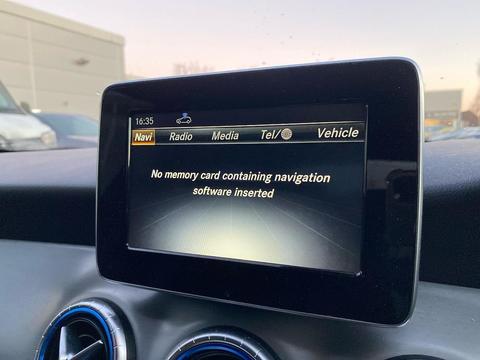 16:35
Navi Radio Media Tel/ Vehicle
No memory card containing navigation
software inserted